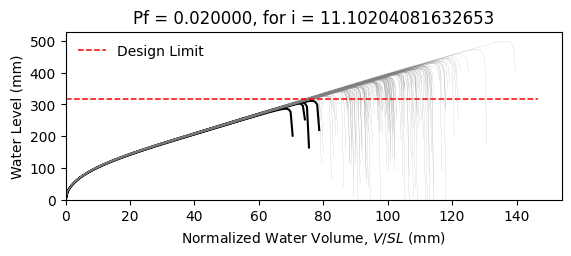 Pf = 0.020000, for i = 11.10204081632653
Water Level (mm)
500
400
300
200
100
0
Design Limit
0 20 40 60 80 100 120 140
Normalized Water Volume, V/SL (mm)